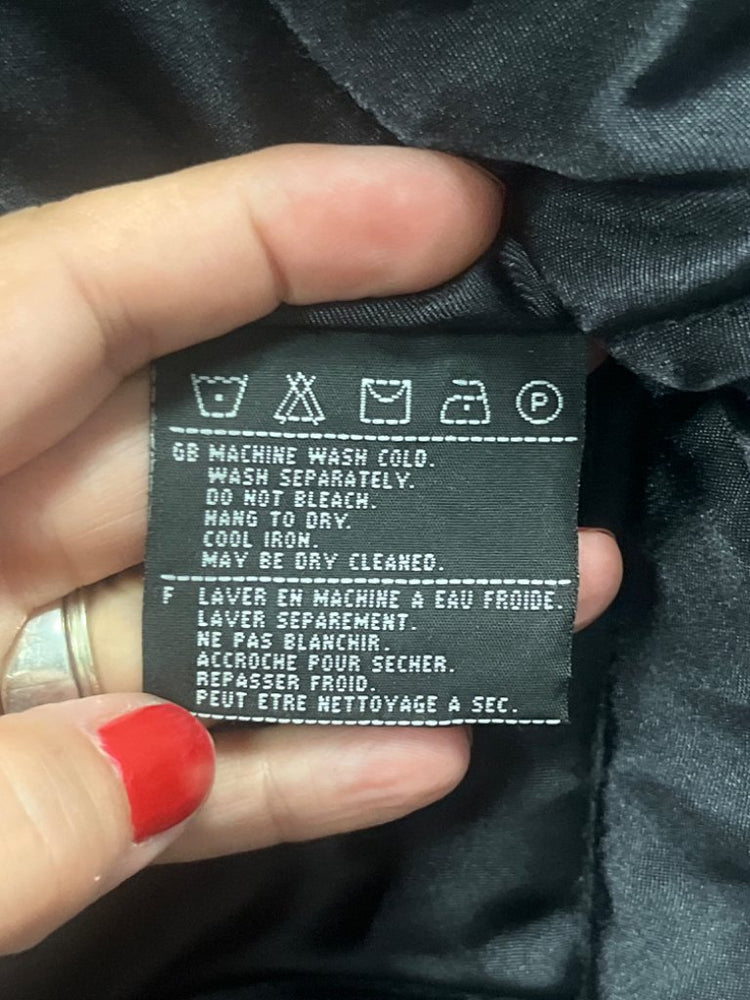 P
GB MACHINE WASH COLD.
WASH SEPARATELY.
DO NOT BLEACH.
HANG TO DRY.
COOL IRON.
MAY BE DRY CLEANED.
F LAVER EN MACHINE A EAU FROIDE.
LAVER SEPAREMENT.
NE PAS BLANCHIR.
ACCROCHE POUR SECHER.
REPASSER FROID.
PEUT ETRE NETTOYAGE A SEC.